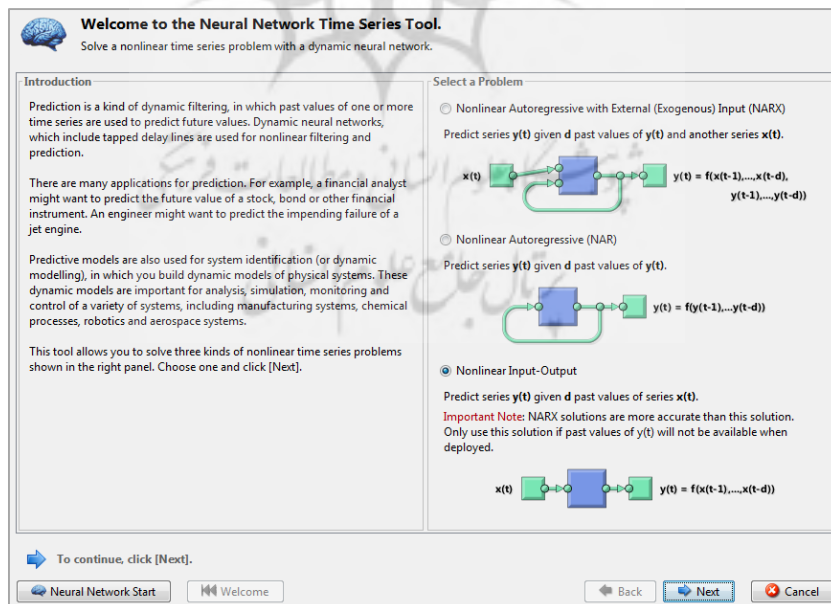 Welcome to the Neural Network Time Series Tool.
Solve a nonlinear time series problem with a dynamic neural network.
Introduction
Prediction is a kind of dynamic filtering, in which past values of one or more
time series are used to predict future values. Dynamic neural networks,
which include tapped delay lines are used for nonlinear filtering and
prediction.
There are many applications for prediction. For example, a financial analyst
might want to predict the future value of a stock, bond or other financial
instrument. An engineer might want to predict the impending failure of a
jet engine.
Predictive models are also used for system identification (or dynamic
modelling), in which you build dynamic models of physical systems. These
dynamic models are important for analysis, simulation, monitoring and
control of a variety of systems, including manufacturing systems, chemical
processes, robotics and aerospace systems.
This tool allows you to solve three kinds of nonlinear time series problems
shown in the right panel. Choose one and click [Next].
Select a Problem
Nonlinear Autoregressive with External (Exogenous) Input (NARX)
Predict series y(t) given d past values of y(t) and another series x(t).
x(t)
y(t) = f(x(t-1),...,x(t-d),
y(t-1),...,y(t-d))
Nonlinear Autoregressive (NAR)
Predict series y(t) given d past values of y(t).
y(t) = f(y(t-1),...y(t-d))
Nonlinear Input-Output
Predict series y(t) given d past values of series x(t).
Important Note: NARX solutions are more accurate than this solution.
Only use this solution if past values of y(t) will not be available when
deployed.
x(t)
y(t) = f(x(t-1),...,x(t-d))
پژوهشگاه علوم انسانی و مطالعات فرهنگی
پرتال جامع علوم انسانی
To continue, click [Next].
Neural Network Start
Welcome
Back
Next
Cancel